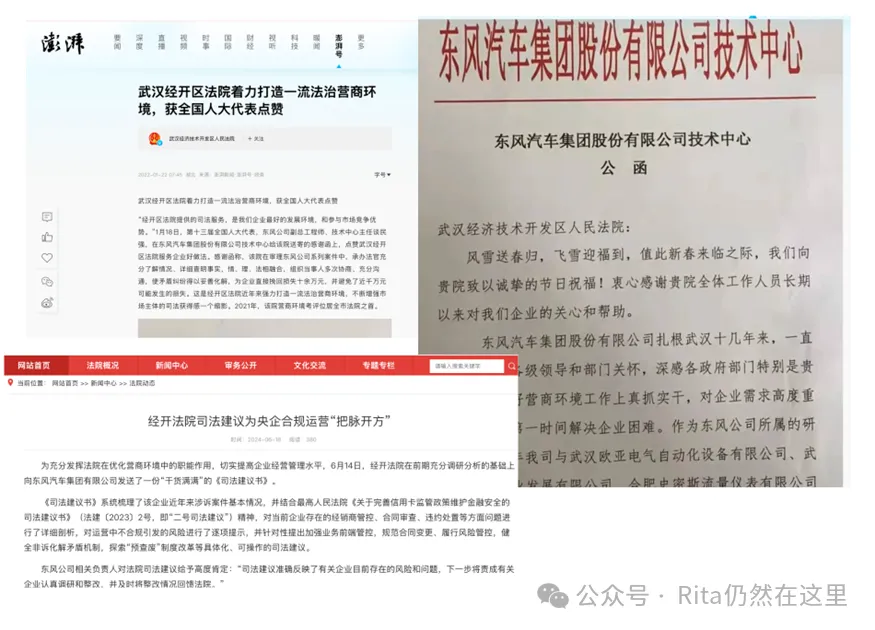 澎湃
要闻 深度 直播 视频 时事 国际 财经 视听 科技 暖闻 澎湃号 更多
武汉经开区法院着力打造一流法治营商环
境，获全国人大代表点赞
武汉经济技术开发区人民法院 + 关注
字号
武汉经开区法院着力打造一流法治营商环境，获全国人大代表点赞
“经开区法院提供的司法服务，是我们企业最好的发展环境，和参与市场竞争优
势。”1月18日，第十三届全国人大代表、东风公司副总工程师、技术中心主任谈民
强，在东风汽车集团股份有限公司技术中心给该院送寄的感谢函上，点赞武汉经开
区法院服务企业好做法。感谢函称，该院在审理东风公司系列案件中，承办法官充
分了解情况、详细查明事实，情、理、法相融合，组织当事人多次协商、充分沟
通，使矛盾纠纷得以妥善化解，为企业直接挽回损失十余万元，并避免了近千万元
可能发生的损失。这是经开区法院近年来强力打造一流法治营商环境，不断增强市
场主体的司法获得感一个缩影。2021年，该院营商环境考评位居全市法院之首。
东风汽车集团股份有限公司技术中心
东风汽车集团股份有限公司技术中心
公 函
武汉经济技术开发区人民法院：
风雪送春归，飞雪迎福到，值此新春来临之际，我们向
贵院致以诚挚的节日祝福！衷心感谢贵院全体工作人员长期
以来对我们企业的关心和帮助。
东风汽车集团股份有限公司扎根武汉十几年来，一直
级领导和部门关怀，深感各政府部门特别是贵
营商环境工作上真抓实干，对企业需求高度重
一时间解决企业困难。作为东风公司所属的研
年我司与武汉欧亚电气自动化设备有限公司、武
发展有限公司、合肥史密斯流量仪表有限公司
网站首页 法院概况 新闻中心 审务公开 文化交流 专题专栏 请输入搜索关键字
当前位置： 网站首页 >> 新闻中心 >> 法院动态
经开法院司法建议为央企合规运营“把脉开方”
时间：2024-06-18 阅读：380
为充分发挥法院在优化营商环境中的职能作用，切实提高企业经营管理水平，6月14日，经开法院在前期充分调研分析的基础上
向东风汽车集团有限公司发送了一份“干货满满”的《司法建议书》。
《司法建议书》系统梳理了该企业近年来涉诉案件基本情况，并结合最高人民法院《关于完善信用卡监管政策维护金融安全的
司法建议书》（法建〔2023〕2号，即“二号司法建议”）精神，对当前企业存在的经销商管控、合同审查、违约处置等方面问题进
行了详细剖析，对运营中不合规引发的风险进行了逐项提示，并针对性提出加强业务前端管控，规范合同变更、履行风险管控，健
全非诉化解矛盾机制，探索“预查废”制度改革等具体化、可操作的司法建议。
东风公司相关负责人对法院司法建议给予高度肯定：“司法建议准确反映了有关企业目前存在的风险和问题，下一步将责成有关
企业认真调研和整改，并及时将整改情况回馈法院。”
公众号 · Rita仍然在这里